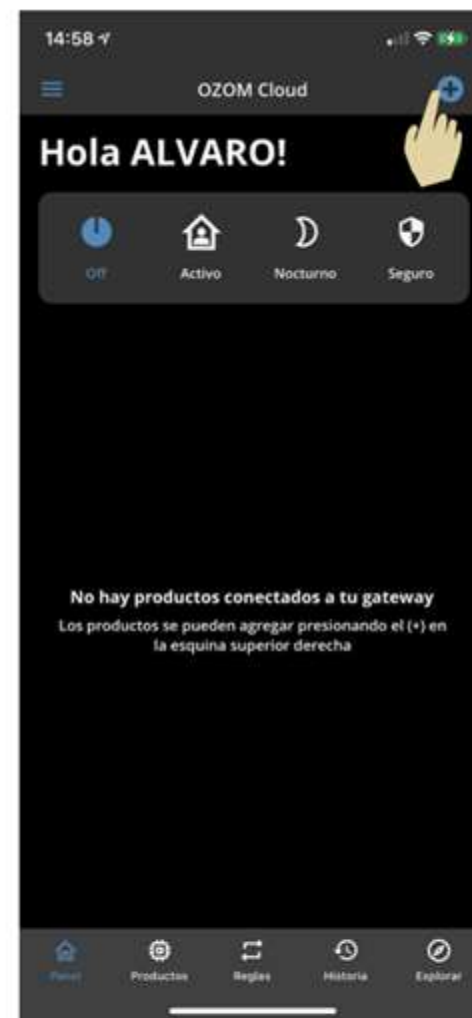 14:58
OZOM Cloud
Hola ALVARO!
Off
Activo
Nocturno
Seguro
No hay productos conectados a tu gateway
Los productos se pueden agregar presionando el (+) en
la esquina superior derecha
Panel
Productos
Reglas
Historia
Explorar